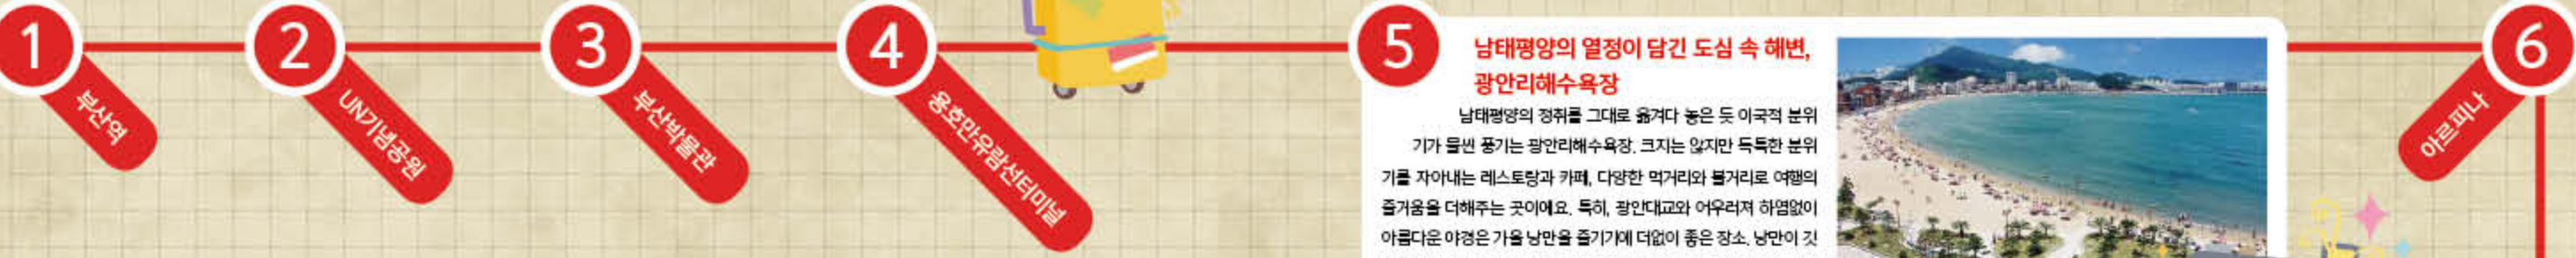 1
부산역
2
UN기념공원
3
부산박물관
4
용호만유람선터미널
5
남태평양의 열정이 담긴 도심 속 해변,
광안리해수욕장
남태평양의 정취를 그대로 옮겨다 놓은 듯 이국적 분위
기가 물씬 풍기는 광안리해수욕장. 크지는 않지만 독특한 분위
기를 자아내는 레스토랑과 카페, 다양한 먹거리와 볼거리로 여행의
즐거움을 더해주는 곳이에요. 특히, 광안대교와 어우러져 하염없이
아름다운 야경은 가을 낭만을 즐기기에 더없이 좋은 장소. 낭만이 깃
6
아르피나